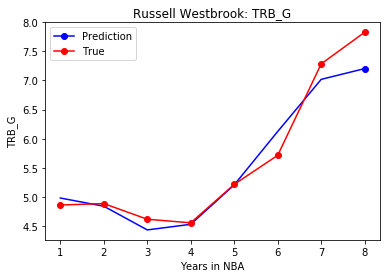 Russell Westbrook: TRB_G
Prediction
True
TRB_G
8.0
7.5
7.0
6.5
6.0
5.5
5.0
4.5
1 2 3 4 5 6 7 8
Years in NBA